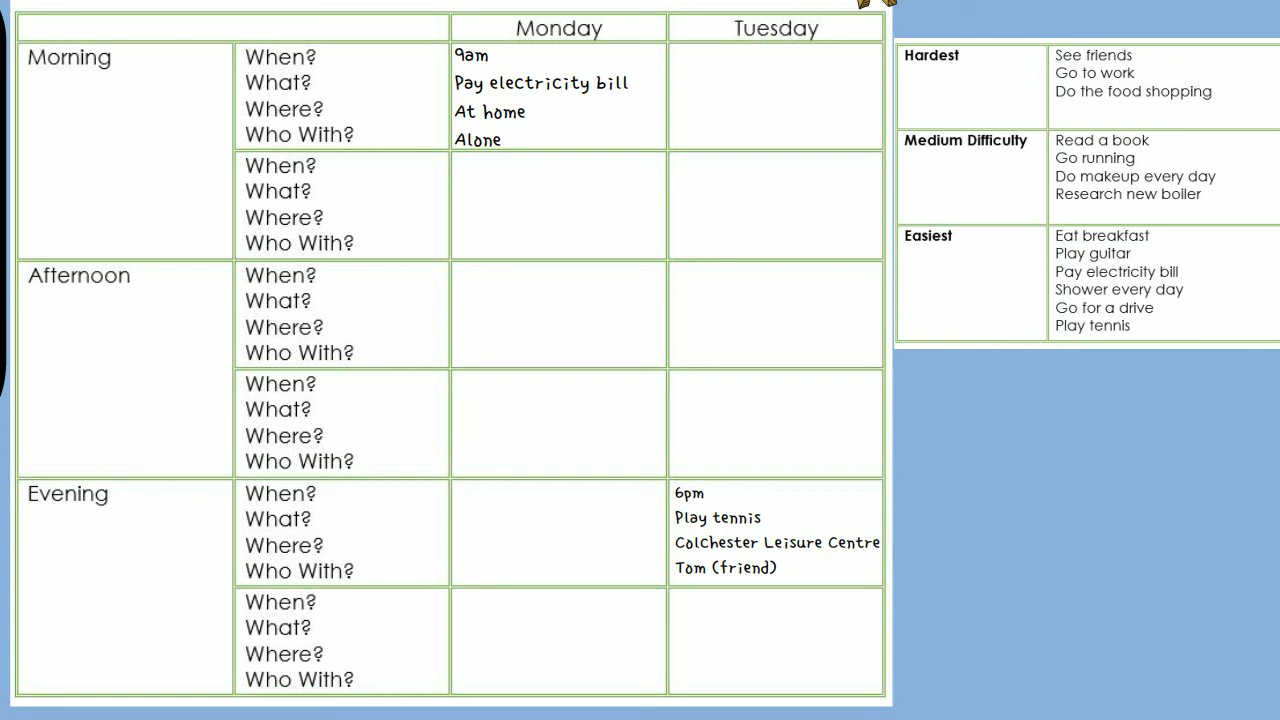 Monday Tuesday
Morning
When?
What?
Where?
Who With?
9am
Pay electricity bill
At home
Alone
When?
What?
Where?
Who With?
Afternoon
When?
What?
Where?
Who With?
When?
What?
Where?
Who With?
Evening
When?
What?
Where?
Who With?
6pm
Play tennis
Colchester Leisure Centre
Tom (friend)
When?
What?
Where?
Who With?
Hardest
See friends
Go to work
Do the food shopping
Medium Difficulty
Read a book
Go running
Do makeup every day
Research new boiler
Easiest
Eat breakfast
Play guitar
Pay electricity bill
Shower every day
Go for a drive
Play tennis